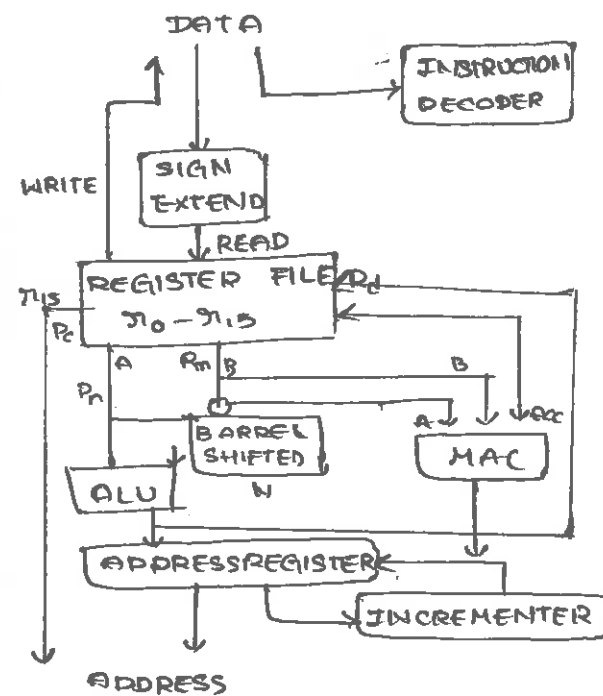 DATA
INSTRUCTION
DECODER
SIGN
EXTEND
WRITE
READ
REGISTER FILE Rd
r15
r0 - r15
Pc
A
Rm B
B
Rn
A
acc
BARREL
SHIFTED
MAC
N
ALU
ADDRESSREGISTER
INCREMENTER
ADDRESS